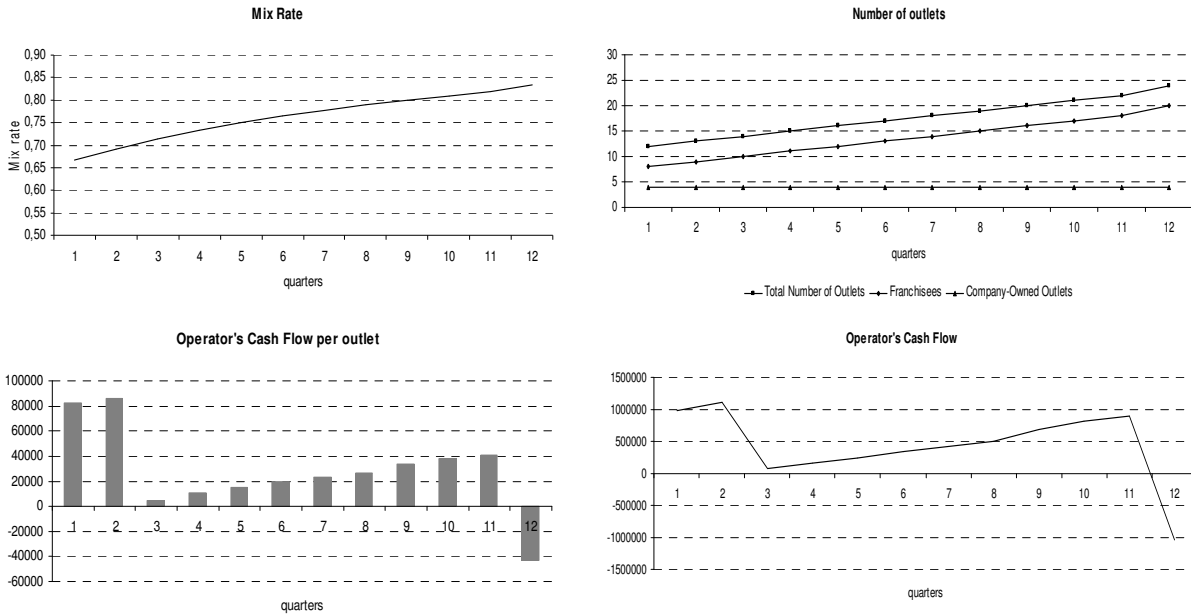 Mix Rate
0,90
0,85
0,80
0,75
0,70
0,65
0,60
0,55
0,50
Mix rate
1 2 3 4 5 6 7 8 9 10 11 12
quarters
Number of outlets
30
25
20
15
10
5
0
1 2 3 4 5 6 7 8 9 10 11 12
quarters
Total Number of Outlets Franchisees Company-Owned Outlets
Operator's Cash Flow per outlet
100000
80000
60000
40000
20000
0
-20000
-40000
-60000
1 2 3 4 5 6 7 8 9 10 11 12
quarters
Operator's Cash Flow
1500000
1000000
500000
0
-500000
-1000000
-1500000
1 2 3 4 5 6 7 8 9 10 11 12
quarters